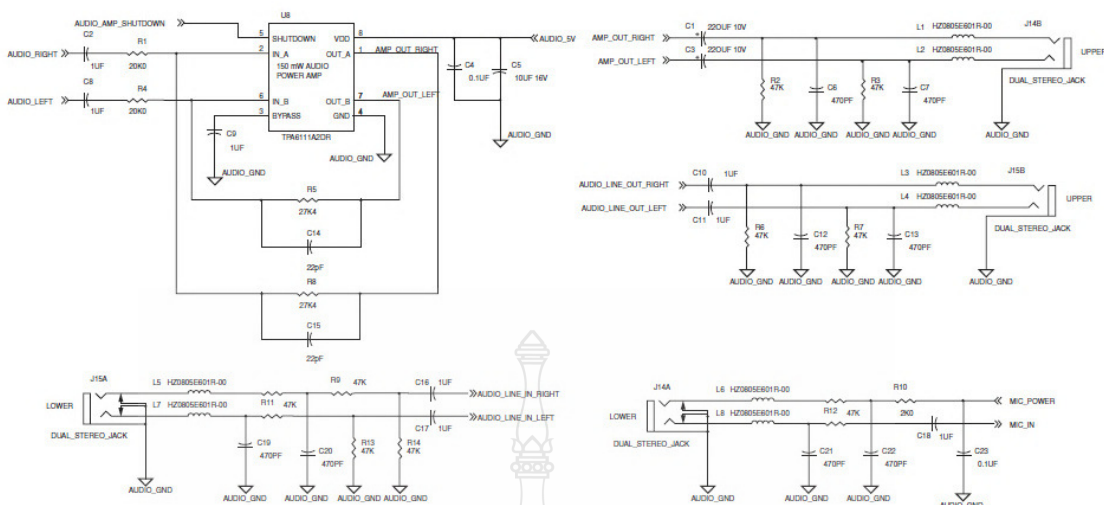 U8
AUDIO_AMP_SHUTDOWN
5 SHUTDOWN VDD 8 AUDIO_5V
C2 R1
AUDIO_RIGHT 2 IN_A OUT_A 1 AMP_OUT_RIGHT
1UF 20K0
150 mW AUDIO
POWER AMP
C4 0.1UF
C5 10UF 16V
C8 R4
AMP_OUT_LEFT
AUDIO_LEFT 6 IN_B OUT_B 7
1UF 20K0
3 BYPASS GND 4
C9
1UF
TPA6111A2DR
AUDIO_GND
AUDIO_GND
AUDIO_GND
R5
27K4
C14
22pF
R8
27K4
C15
22pF
C1 220UF 10V L1 HZ0805E601R-00 J14B
AMP_OUT_RIGHT
C3 220UF 10V L2 HZ0805E601R-00
AMP_OUT_LEFT
UPPER
R2 47K
C6 470PF
R3 47K
C7 470PF
DUAL_STEREO_JACK
AUDIO_GND AUDIO_GND AUDIO_GND AUDIO_GND AUDIO_GND
C10 1UF L3 HZ0805E601R-00 J15B
AUDIO_LINE_OUT_RIGHT
L4 HZ0805E601R-00
AUDIO_LINE_OUT_LEFT
C11 1UF
UPPER
R6 47K
C12 470PF
R7 47K
C13 470PF
DUAL_STEREO_JACK
AUDIO_GND AUDIO_GND AUDIO_GND AUDIO_GND AUDIO_GND
J15A L5 HZ0805E601R-00 R9 47K C16 1UF
AUDIO_LINE_IN_RIGHT
LOWER L7 HZ0805E601R-00 R11 47K
AUDIO_LINE_IN_LEFT
C17 1UF
DUAL_STEREO_JACK
C19 470PF
C20 470PF
R13 47K
R14 47K
AUDIO_GND AUDIO_GND AUDIO_GND AUDIO_GND AUDIO_GND
J14A L6 HZ0805E601R-00 R10 2K0
MIC_POWER
LOWER L8 HZ0805E601R-00 R12 47K
MIC_IN
C18 1UF
DUAL_STEREO_JACK
C21 470PF
C22 470PF
C23 0.1UF
AUDIO_GND AUDIO_GND AUDIO_GND AUDIO_GND